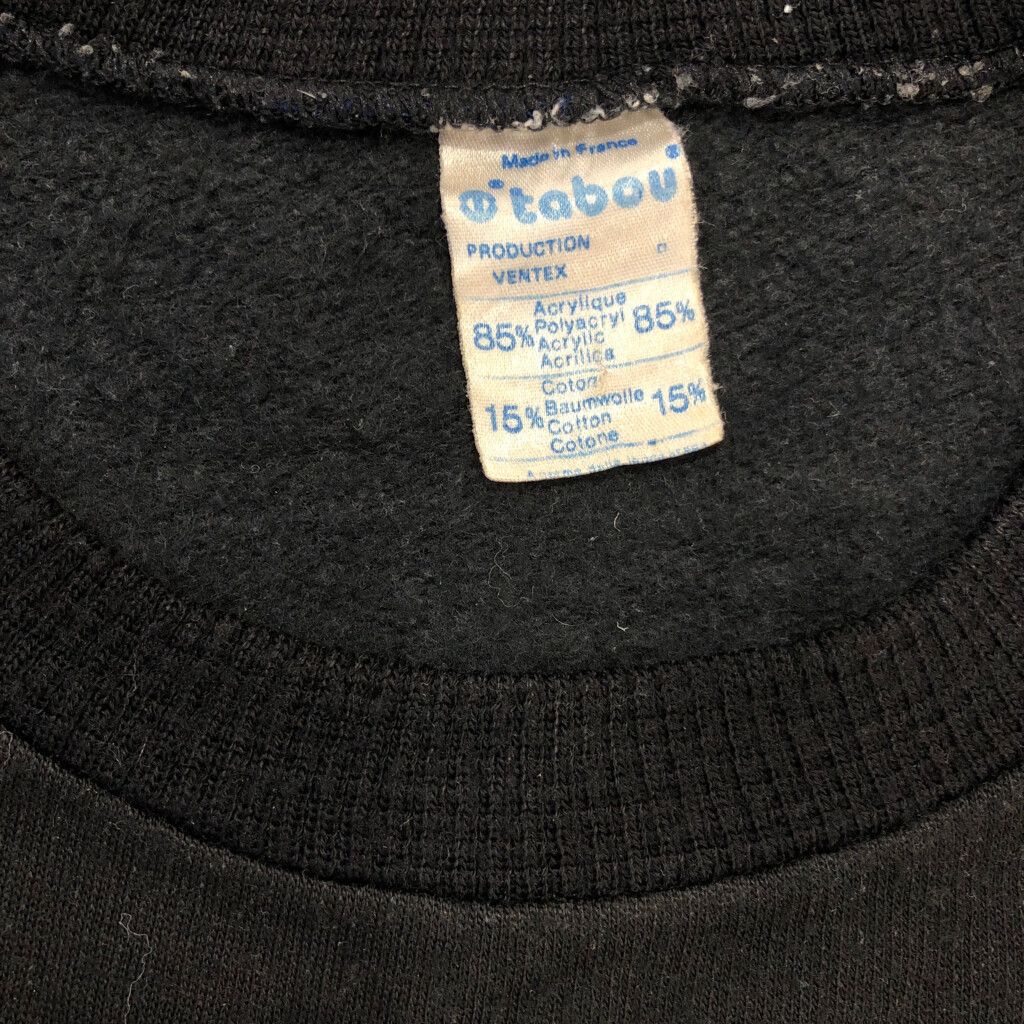 Made in France
tabou
PRODUCTION
VENTEX
85% Acrylique 85%
Polyacryl
Acrylic
Acrilica
15% Coton 15%
Baumwolle
Cotton
Cotone